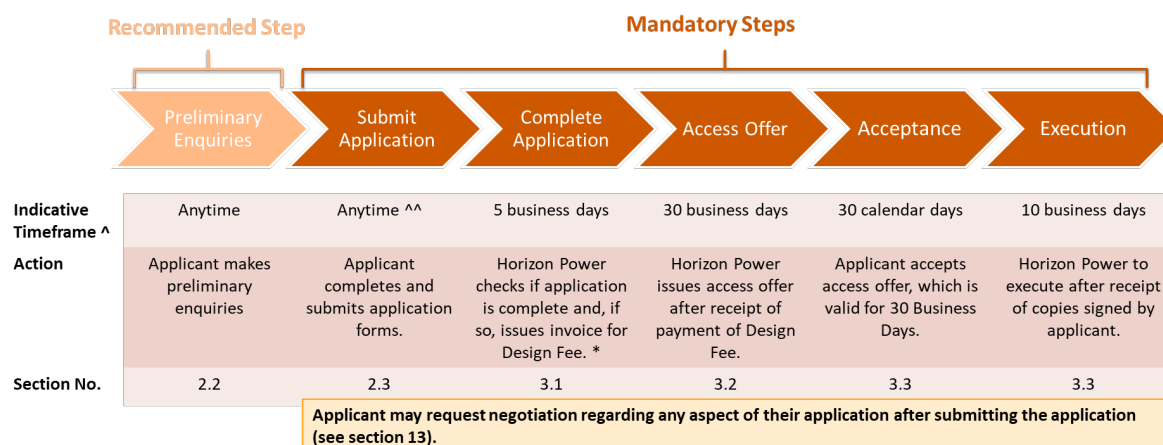 Recommended Step
Mandatory Steps
Preliminary
Enquiries
Submit
Application
Complete
Application
Access Offer
Acceptance
Execution
Indicative
Timeframe ^
Anytime
Anytime ^^
5 business days
30 business days
30 calendar days
10 business days
Action
Applicant makes
preliminary
enquiries
Applicant
completes and
submits application
forms.
Horizon Power
checks if application
is complete and, if
so, issues invoice for
Design Fee. *
Horizon Power
issues access offer
after receipt of
payment of Design
Fee.
Applicant accepts
access offer, which is
valid for 30 Business
Days.
Horizon Power to
execute after receipt
of copies signed by
applicant.
Section No.
2.2
2.3
3.1
3.2
3.3
3.3
Applicant may request negotiation regarding any aspect of their application after submitting the application
(see section 13).